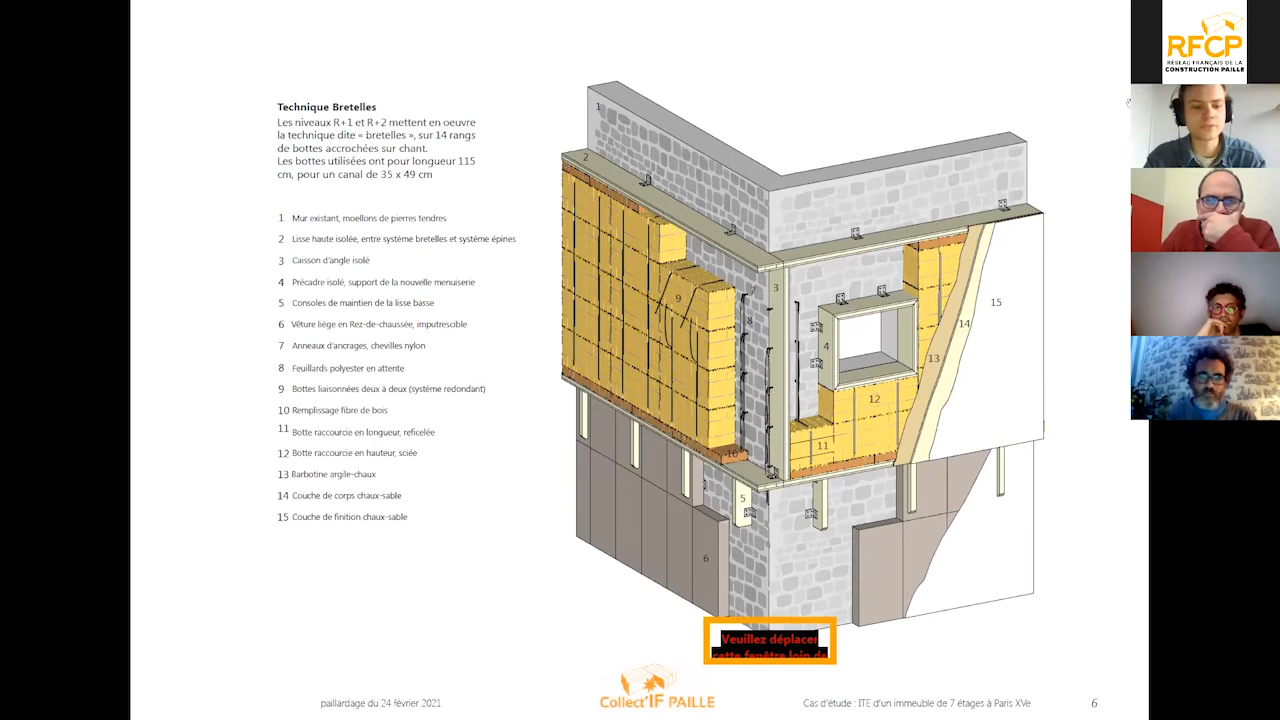 Technique Bretelles
Les niveaux R+1 et R+2 mettent en oeuvre
la technique dite « bretelles », sur 14 rangs
de bottes accrochées sur chant.
Les bottes utilisées ont pour longueur 115
cm, pour un canal de 35 x 49 cm
1 Mur existant, moellons de pierres tendres
2 Lisse haute isolée, entre système bretelles et système épines
3 Caisson d'angle isolé
4 Précadre isolé, support de la nouvelle menuiserie
5 Consoles de maintien de la lisse basse
6 Vêture liège en Rez-de-chaussée, imputrescible
7 Anneaux d'ancrages, chevilles nylon
8 Feuillards polyester en attente
9 Bottes liaisonnées deux à deux (système redondant)
10 Remplissage fibre de bois
11 Botte raccourcie en longueur, reficelée
12 Botte raccourcie en hauteur, sciée
13 Barbotine argile-chaux
14 Couche de corps chaux-sable
15 Couche de finition chaux-sable
1
2
3
9
8
4
15
14
13
12
11
10
5
6
Veuillez déplacer
cette fenêtre loin de
paillardage du 24 février 2021
Collect'IF PAILLE
Cas d'étude : ITE d'un immeuble de 7 étages à Paris XVe
6
RFCP
RÉSEAU FRANÇAIS DE LA
CONSTRUCTION PAILLE